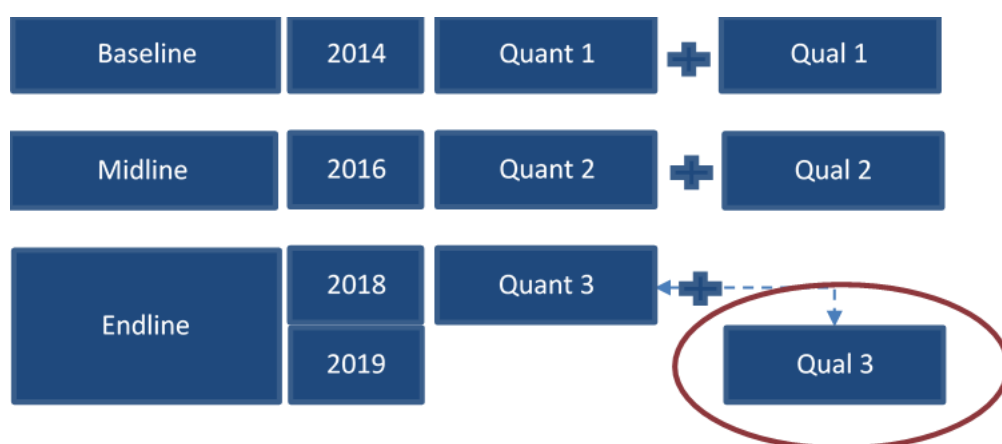 Baseline 2014 Quant 1 Qual 1
Midline 2016 Quant 2 Qual 2
2018 Quant 3
Endline
2019 Qual 3